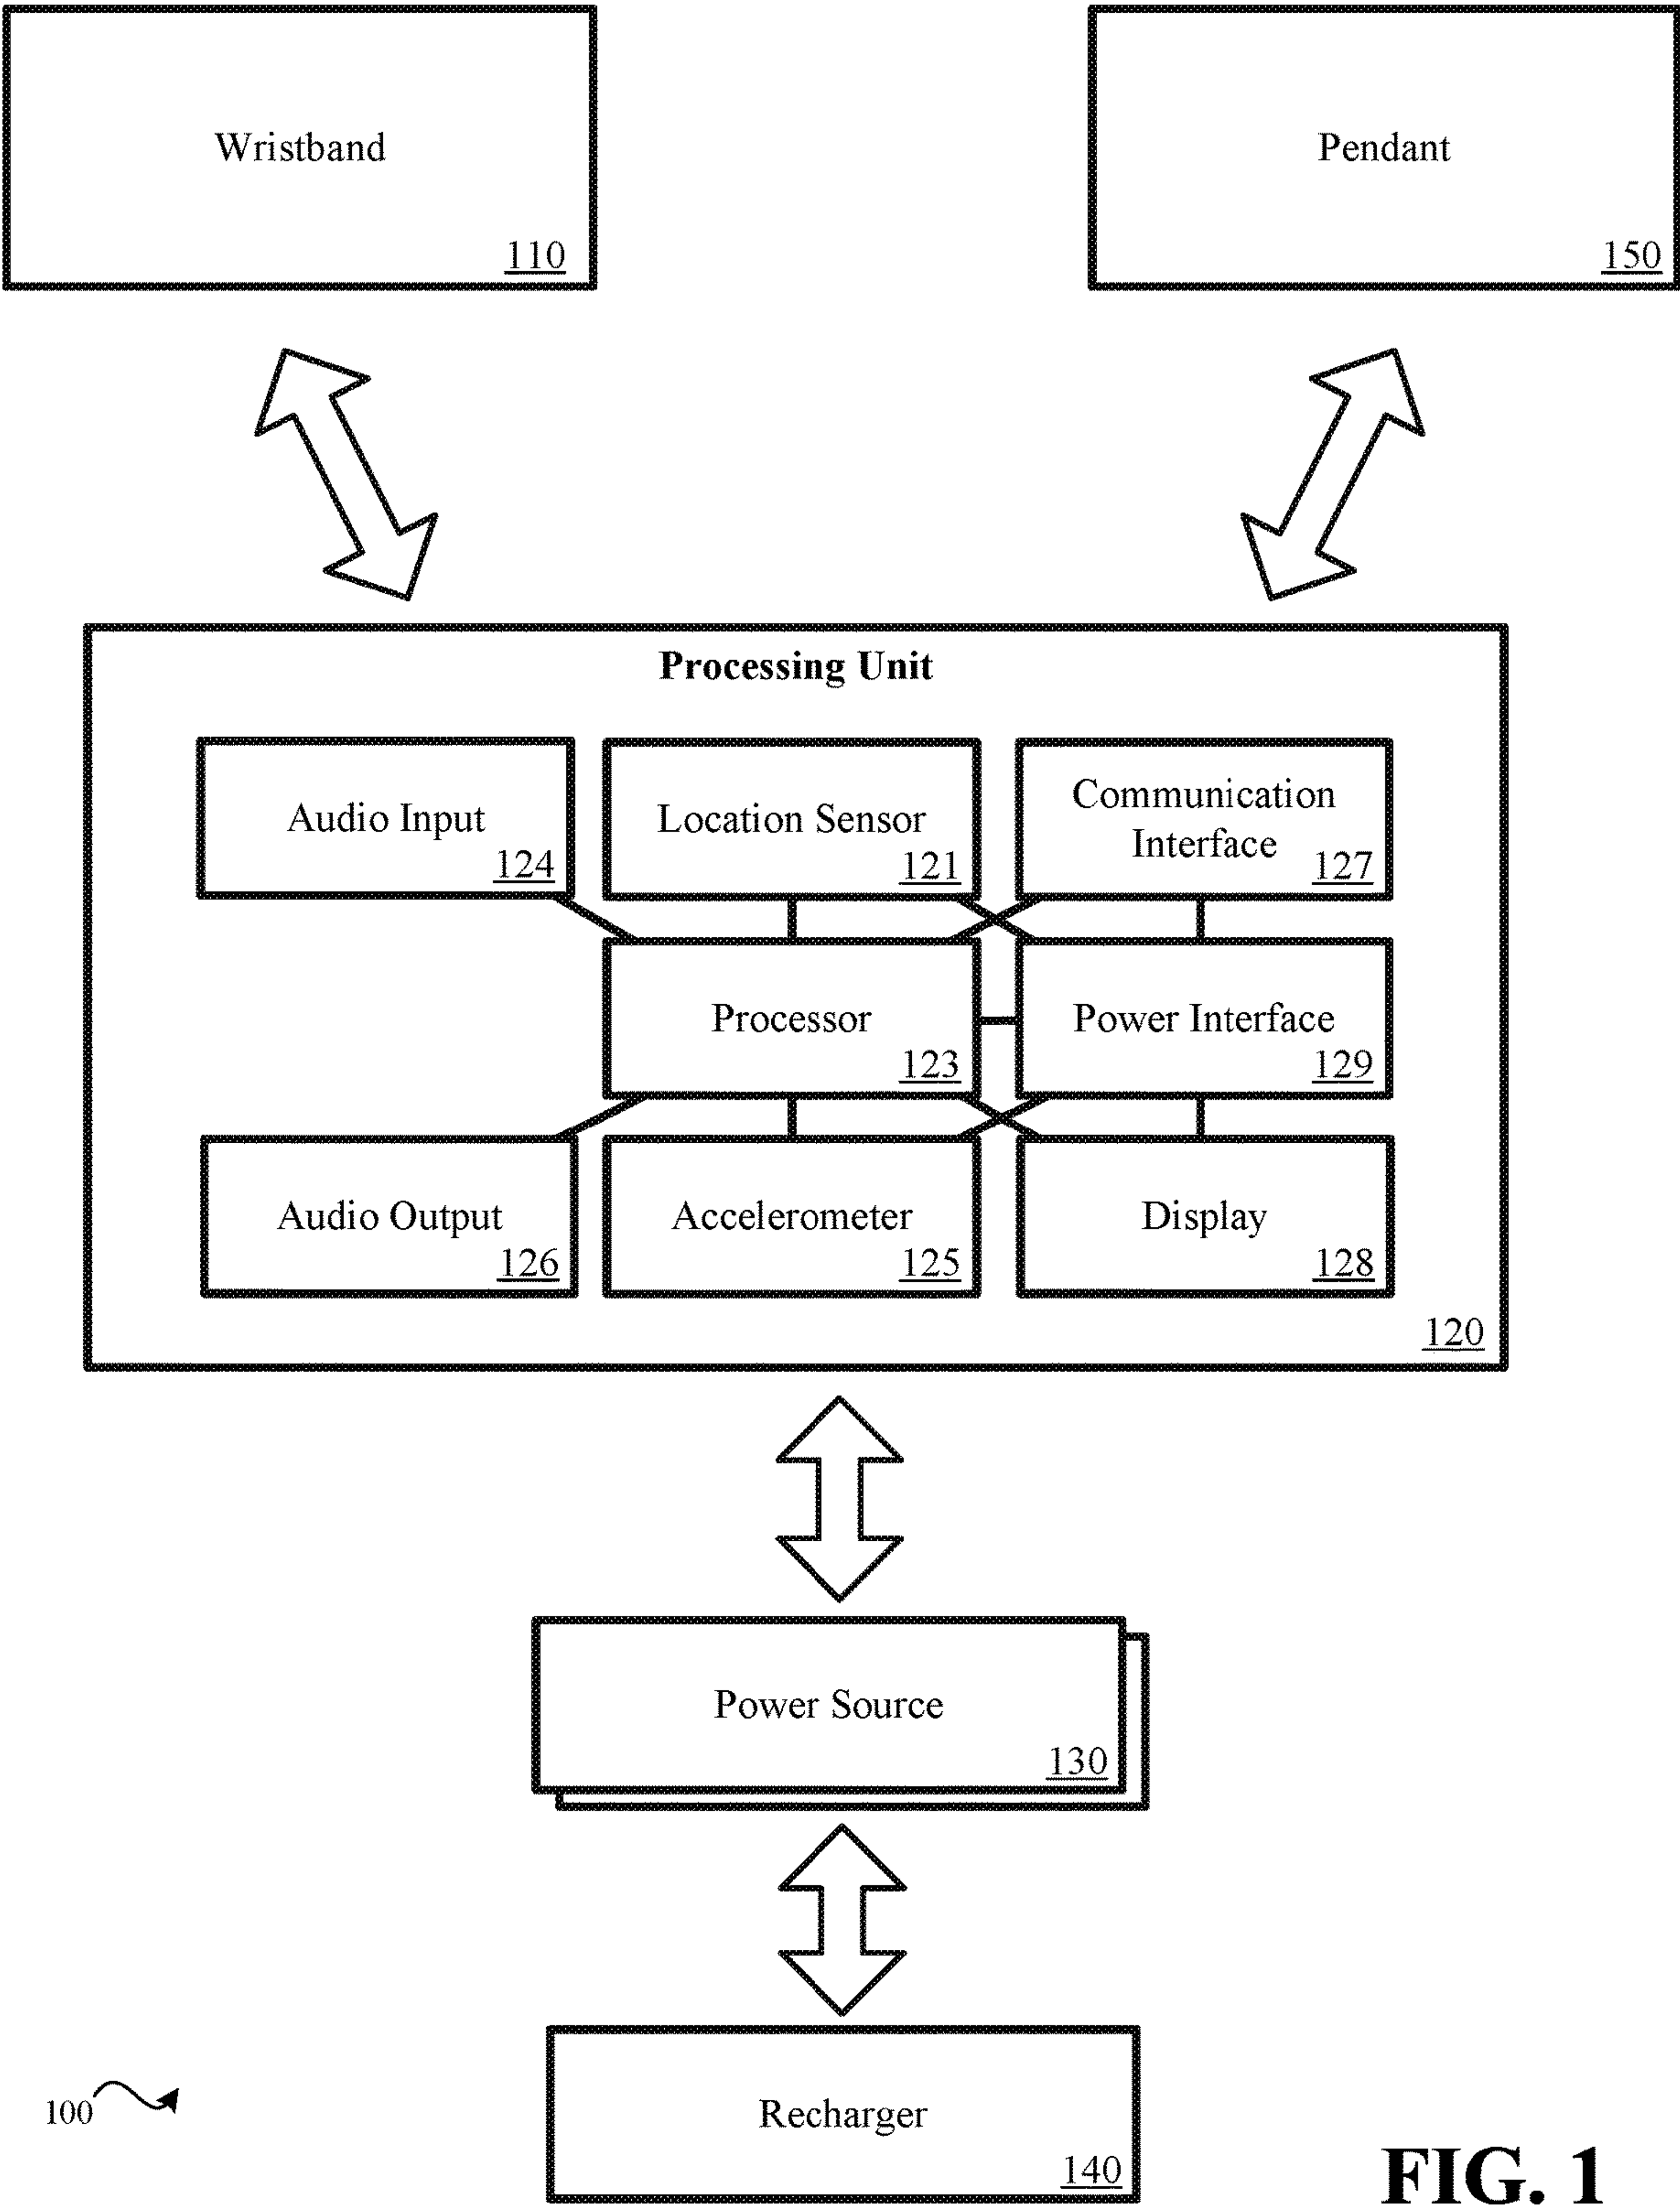 Wristband
110
Pendant
150
Processing Unit
Audio Input
124
Location Sensor
121
Communication
Interface
127
Processor
123
Power Interface
129
Audio Output
126
Accelerometer
125
Display
128
120
Power Source
130
Recharger
140
100
FIG. 1